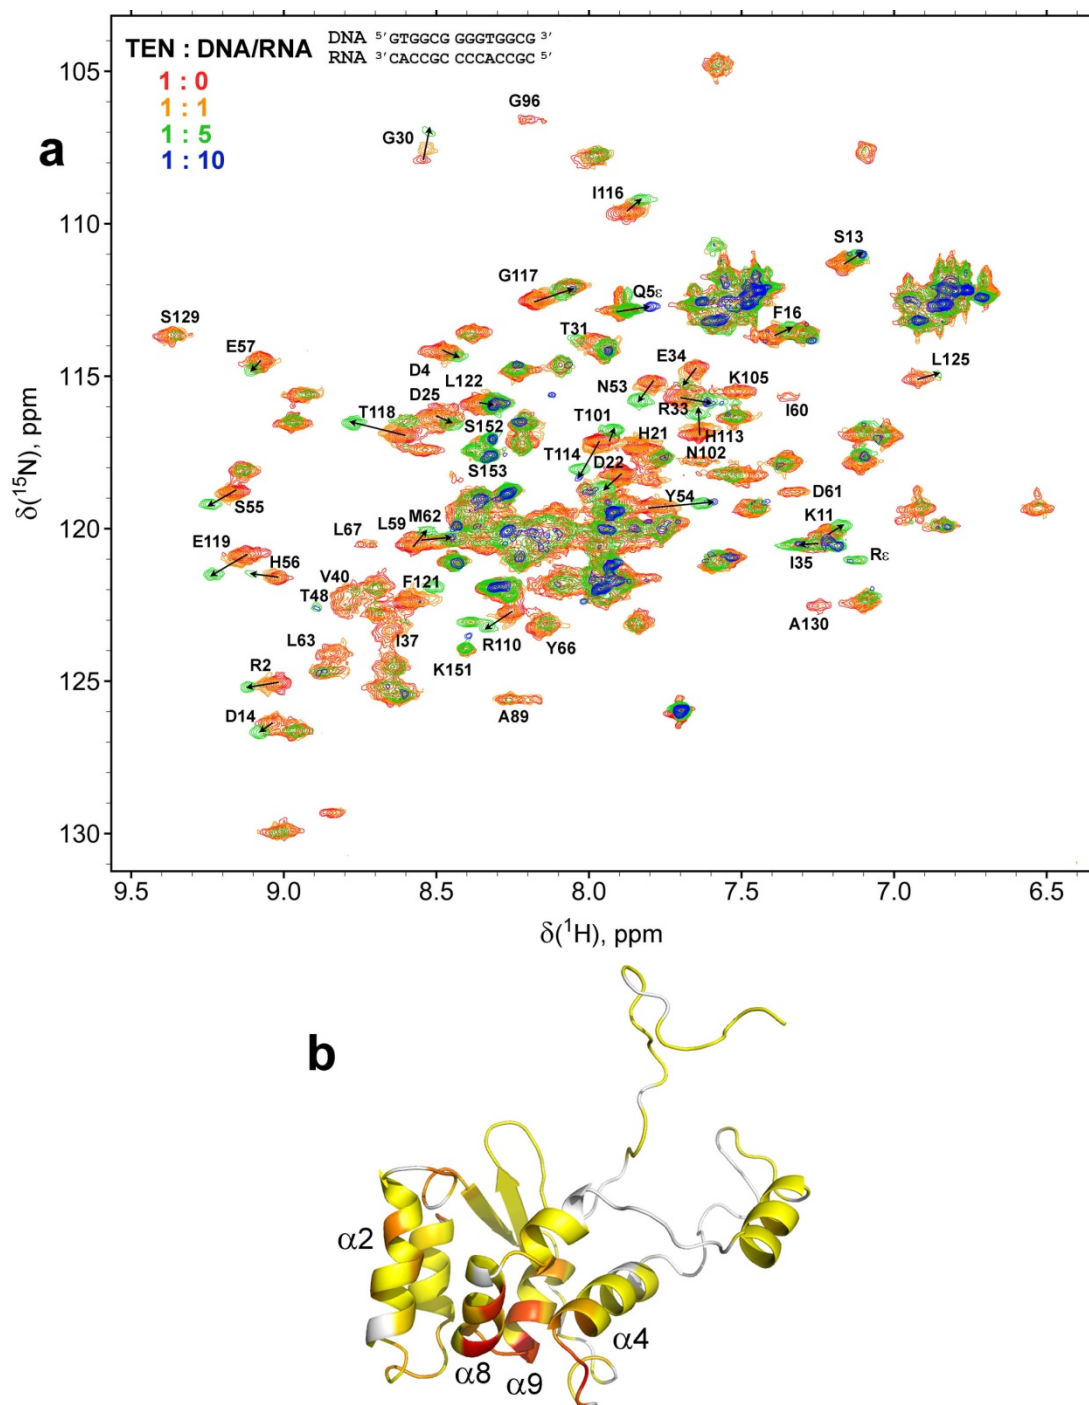 a
TEN : DNA/RNA
1 : 0
1 : 1
1 : 5
1 : 10
DNA 5' GTGGCG GGGTGGCG 3'
RNA 3' CACCGC CCCACCGC 5'
105
110
115
120
125
130
δ(¹⁵N), ppm
G96
G30
I116
S13
G117
Q5ε
S129
T31
F16
E57
D4
E34
L125
L122
N53
K105
D25
R33
I60
T118
T101
S152
H21
H113
T114
N102
S153
D22
S55
Y54
D61
M62
K11
L67
L59
E119
I35
Rε
H56
V40
F121
T48
A130
L63
I37
R110
Y66
R2
K151
D14
A89
9.5 9.0 8.5 8.0 7.5 7.0 6.5
δ(¹H), ppm
b
α2
α4
α8
α9